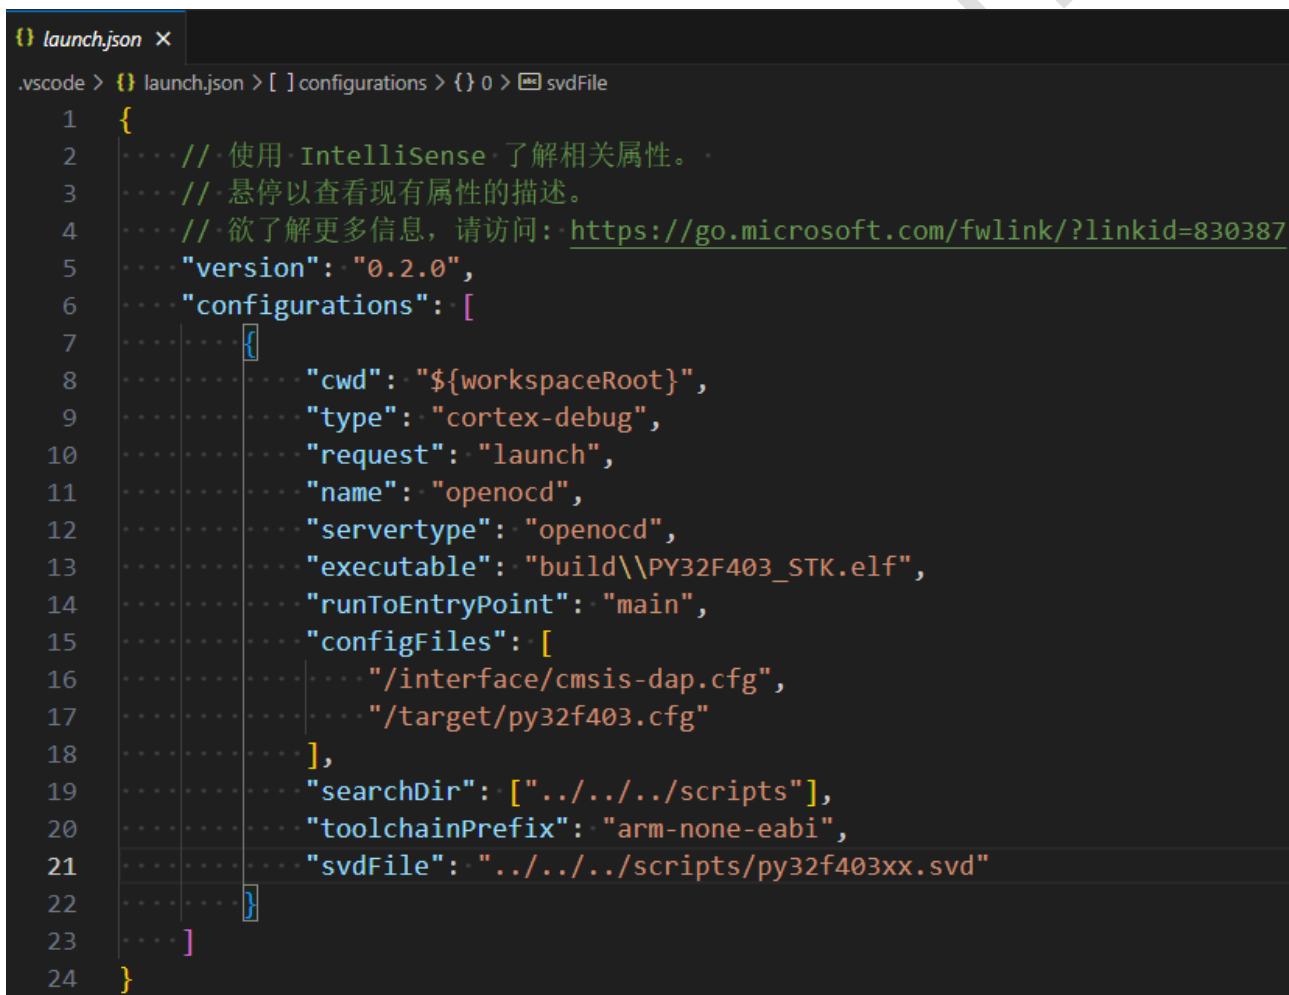 {} launch.json ×
.vscode > {} launch.json > [ ] configurations > {} 0 > abc svdFile
1 {
2 // 使用 IntelliSense 了解相关属性。
3 // 悬停以查看现有属性的描述。
4 // 欲了解更多信息，请访问: https://go.microsoft.com/fwlink/?linkid=830387
5 "version": "0.2.0",
6 "configurations": [
7 {
8 "cwd": "${workspaceRoot}",
9 "type": "cortex-debug",
10 "request": "launch",
11 "name": "openocd",
12 "servertype": "openocd",
13 "executable": "build\\PY32F403_STK.elf",
14 "runToEntryPoint": "main",
15 "configFiles": [
16 "/interface/cmsis-dap.cfg",
17 "/target/py32f403.cfg"
18 ],
19 "searchDir": ["../../../scripts"],
20 "toolchainPrefix": "arm-none-eabi",
21 "svdFile": "../../../scripts/py32f403xx.svd"
22 }
23 ]
24 }